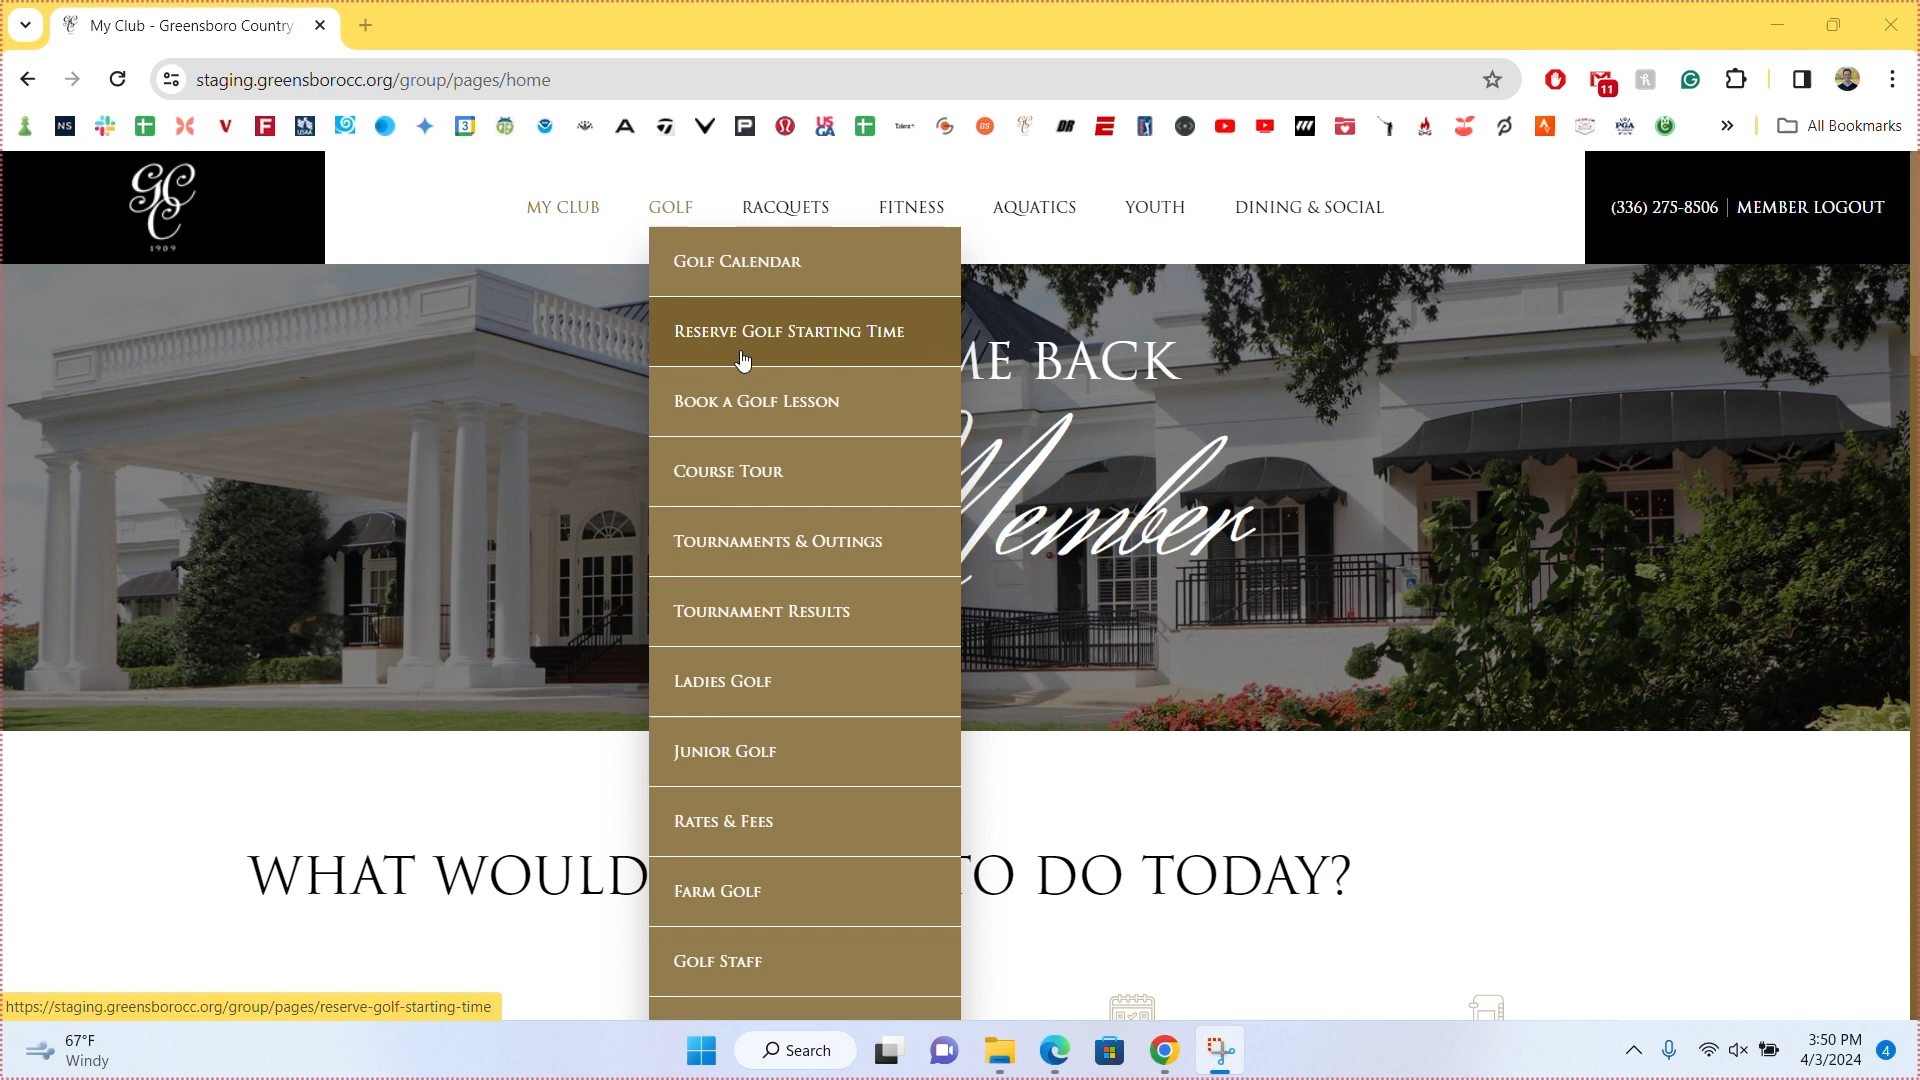 My Club - Greensboro Country
staging.greensborocc.org/group/pages/home
11
All Bookmarks
GCC
1909
MY CLUB GOLF RACQUETS FITNESS AQUATICS YOUTH DINING & SOCIAL
(336) 275-8506 | MEMBER LOGOUT
GOLF CALENDAR
RESERVE GOLF STARTING TIME
BOOK A GOLF LESSON
COURSE TOUR
TOURNAMENTS & OUTINGS
TOURNAMENT RESULTS
LADIES GOLF
JUNIOR GOLF
RATES & FEES
FARM GOLF
GOLF STAFF
ME BACK
Member
WHAT WOULD TO DO TODAY?
https://staging.greensborocc.org/group/pages/reserve-golf-starting-time
67°F
Windy
Search
3:50 PM
4/3/2024
4